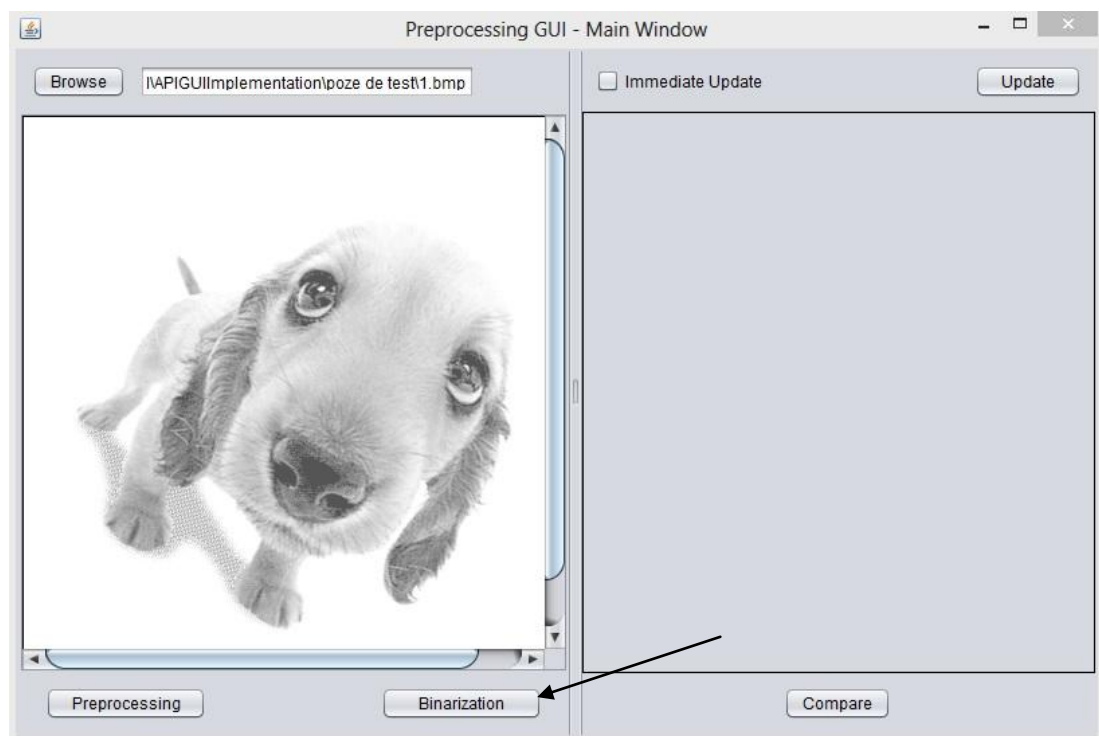 Preprocessing GUI - Main Window
Browse I\APIGUIImplementation\poze de test\1.bmp
Immediate Update Update
Preprocessing Binarization Compare